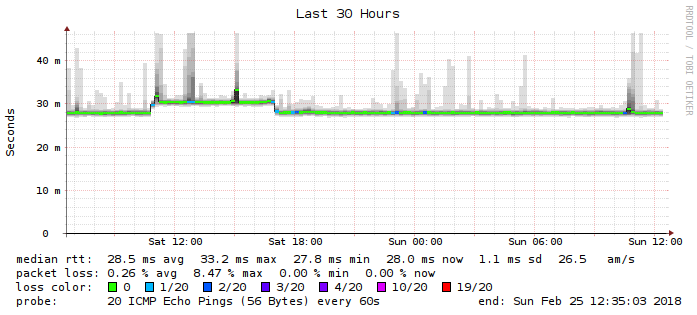 Last 30 Hours
RRDTOOL / TOBI OETIKER
Seconds
40 m
30 m
20 m
10 m
0
Sat 12:00 Sat 18:00 Sun 00:00 Sun 06:00 Sun 12:00
median rtt: 28.5 ms avg 33.2 ms max 27.8 ms min 28.0 ms now 1.1 ms sd 26.5 am/s
packet loss: 0.26 % avg 8.47 % max 0.00 % min 0.00 % now
loss color: 0 1/20 2/20 3/20 4/20 10/20 19/20
probe: 20 ICMP Echo Pings (56 Bytes) every 60s end: Sun Feb 25 12:35:03 2018